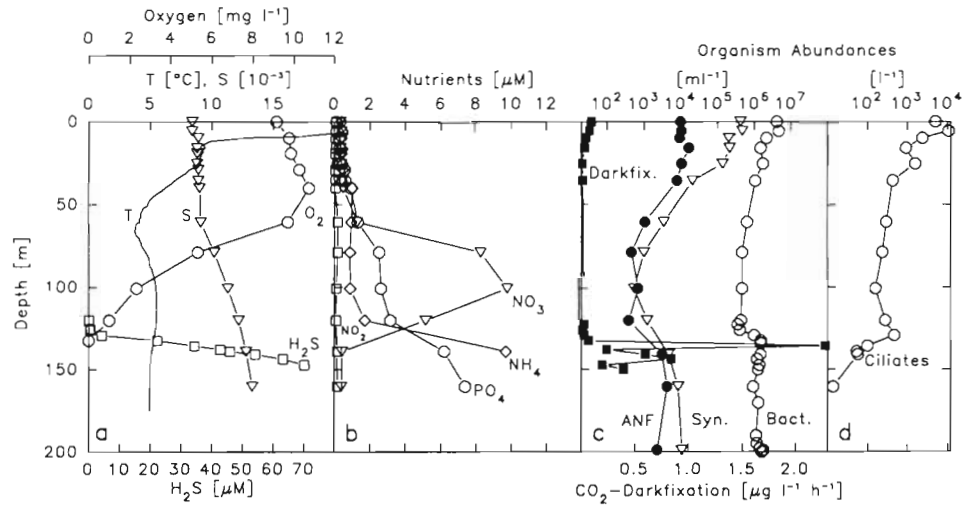 Oxygen [mg l⁻¹]
0 2 4 6 8 10 12
Organism Abundances
T [°C], S [10⁻³]
Nutrients [µM]
[ml⁻¹]
[l⁻¹]
0 5 10 15 20
0 2 4 6 8 10 12
10² 10³ 10⁴ 10⁵ 10⁶ 10⁷
10² 10³ 10⁴
0
50
100
150
200
Depth [m]
T
S
O₂
H₂S
a
NO₃
NO₂
NH₄
PO₄
b
Darkfix.
ANF
Syn.
Bact.
c
Ciliates
d
0 10 20 30 40 50 60 70
H₂S [µM]
0.5 1.0 1.5 2.0
CO₂-Darkfixation [µg l⁻¹ h⁻¹]